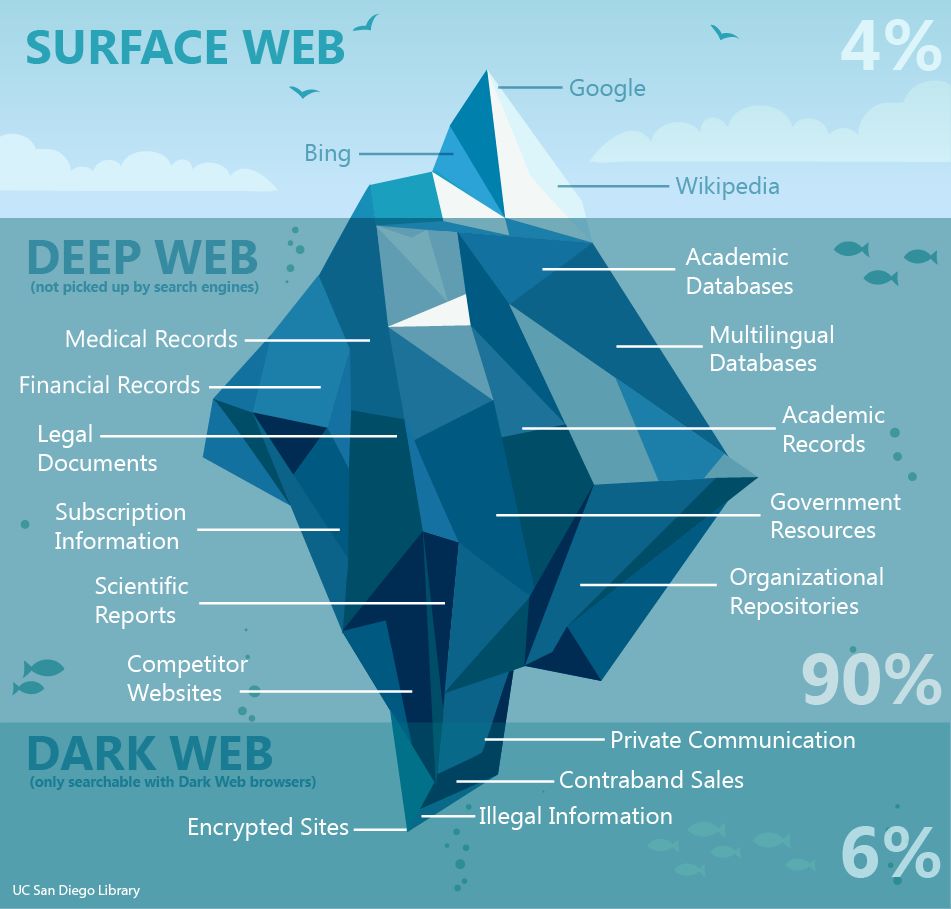 SURFACE WEB
4%
Google
Bing
Wikipedia
DEEP WEB
(not picked up by search engines)
Academic
Databases
Medical Records
Multilingual
Databases
Financial Records
Academic
Records
Legal
Documents
Government
Resources
Subscription
Information
Organizational
Repositories
Scientific
Reports
Competitor
Websites
90%
DARK WEB
(only searchable with Dark Web browsers)
Private Communication
Contraband Sales
Illegal Information
Encrypted Sites
6%
UC San Diego Library